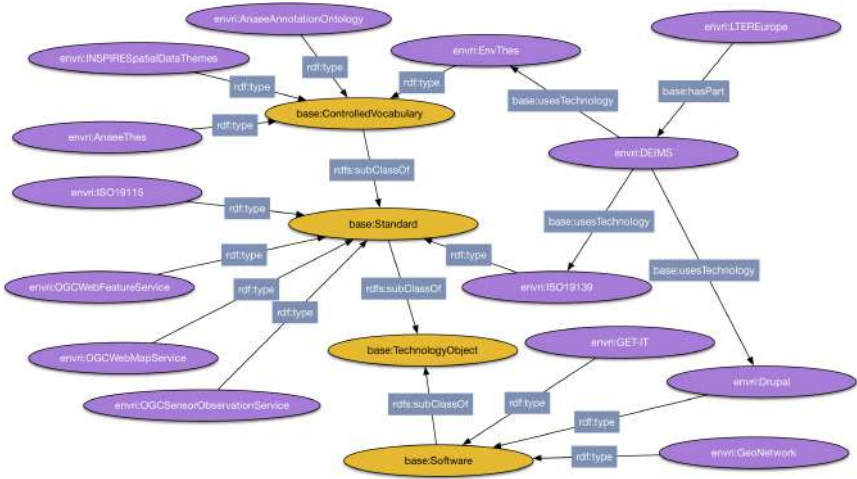 envri:AnaeeAnnotationOntology
envri:LTEREurope
envri:INSPIRESpatialDataThemes
envri:EnvThes
rdf:type
rdf:type
rdf:type
base:hasPart
base:usesTechnology
base:ControlledVocabulary
rdf:type
envri:AnaeeThes
envri:DEIMS
rdfs:subClassOf
envri:ISO19115
rdf:type
base:usesTechnology
base:Standard
rdf:type
rdf:type
base:usesTechnology
envri:OGCWebFeatureService
rdf:type
rdfs:subClassOf
envri:ISO19139
rdf:type
envri:GET-IT
base:TechnologyObject
envri:OGCWebMapService
envri:Drupal
envri:OGCSensorObservationService
rdfs:subClassOf
rdf:type
rdf:type
envri:GeoNetwork
base:Software
rdf:type